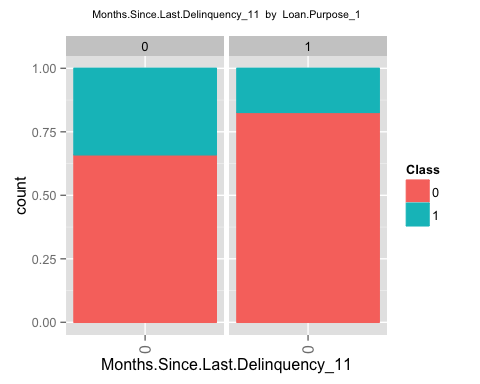 Months.Since.Last.Delinquency_11 by Loan.Purpose_1
0 1
1.00
0.75
0.50
0.25
0.00
count
0 0
Months.Since.Last.Delinquency_11
Class
0
1